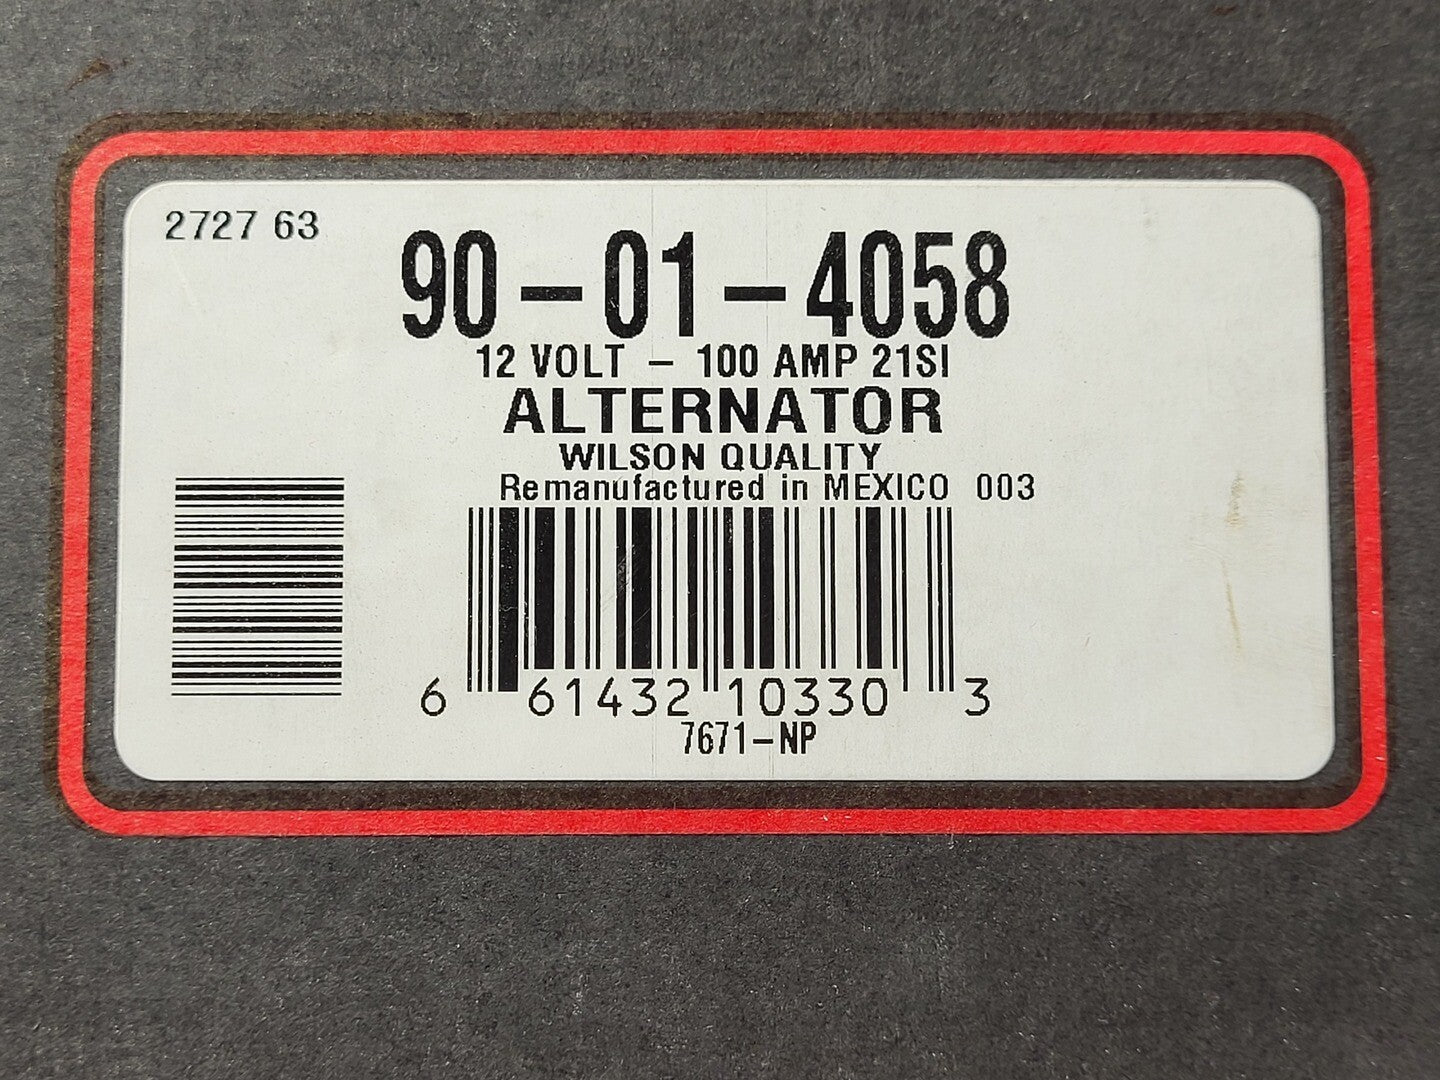 2727 63
90-01-4058
12 VOLT - 100 AMP 21SI
ALTERNATOR
WILSON QUALITY
Remanufactured in MEXICO 003
6 61432 10330 3
7671-NP